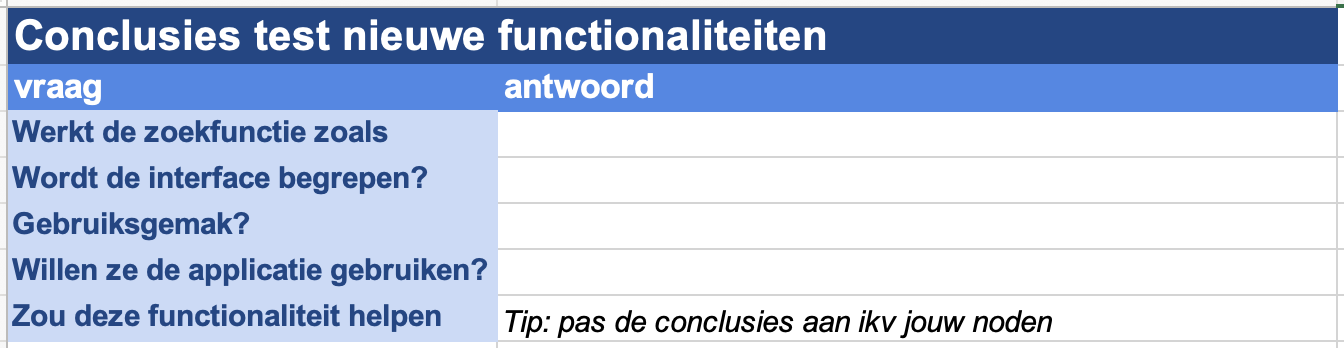 Conclusies test nieuwe functionaliteiten
vraag antwoord
Werkt de zoekfunctie zoals
Wordt de interface begrepen?
Gebruiksgemak?
Willen ze de applicatie gebruiken?
Zou deze functionaliteit helpen
Tip: pas de conclusies aan ikv jouw noden